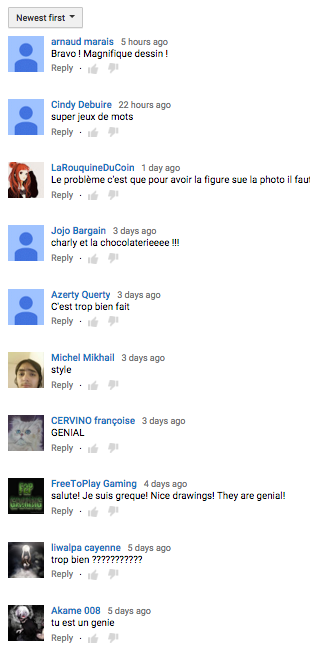 Newest first
arnaud marais 5 hours ago
Bravo ! Magnifique dessin !
Reply
Cindy Debuire 22 hours ago
super jeux de mots
Reply
LaRouquineDuCoin 1 day ago
Le problème c'est que pour avoir la figure sue la photo il faut
Reply
Jojo Bargain 3 days ago
charly et la chocolaterieeee !!!
Reply
Azerty Querty 3 days ago
C'est trop bien fait
Reply
Michel Mikhail 3 days ago
style
Reply
CERVINO françoise 3 days ago
GENIAL
Reply
FreeToPlay Gaming 4 days ago
salute! Je suis greque! Nice drawings! They are genial!
Reply
liwalpa cayenne 5 days ago
trop bien ???????????
Reply
Akame 008 5 days ago
tu est un genie
Reply